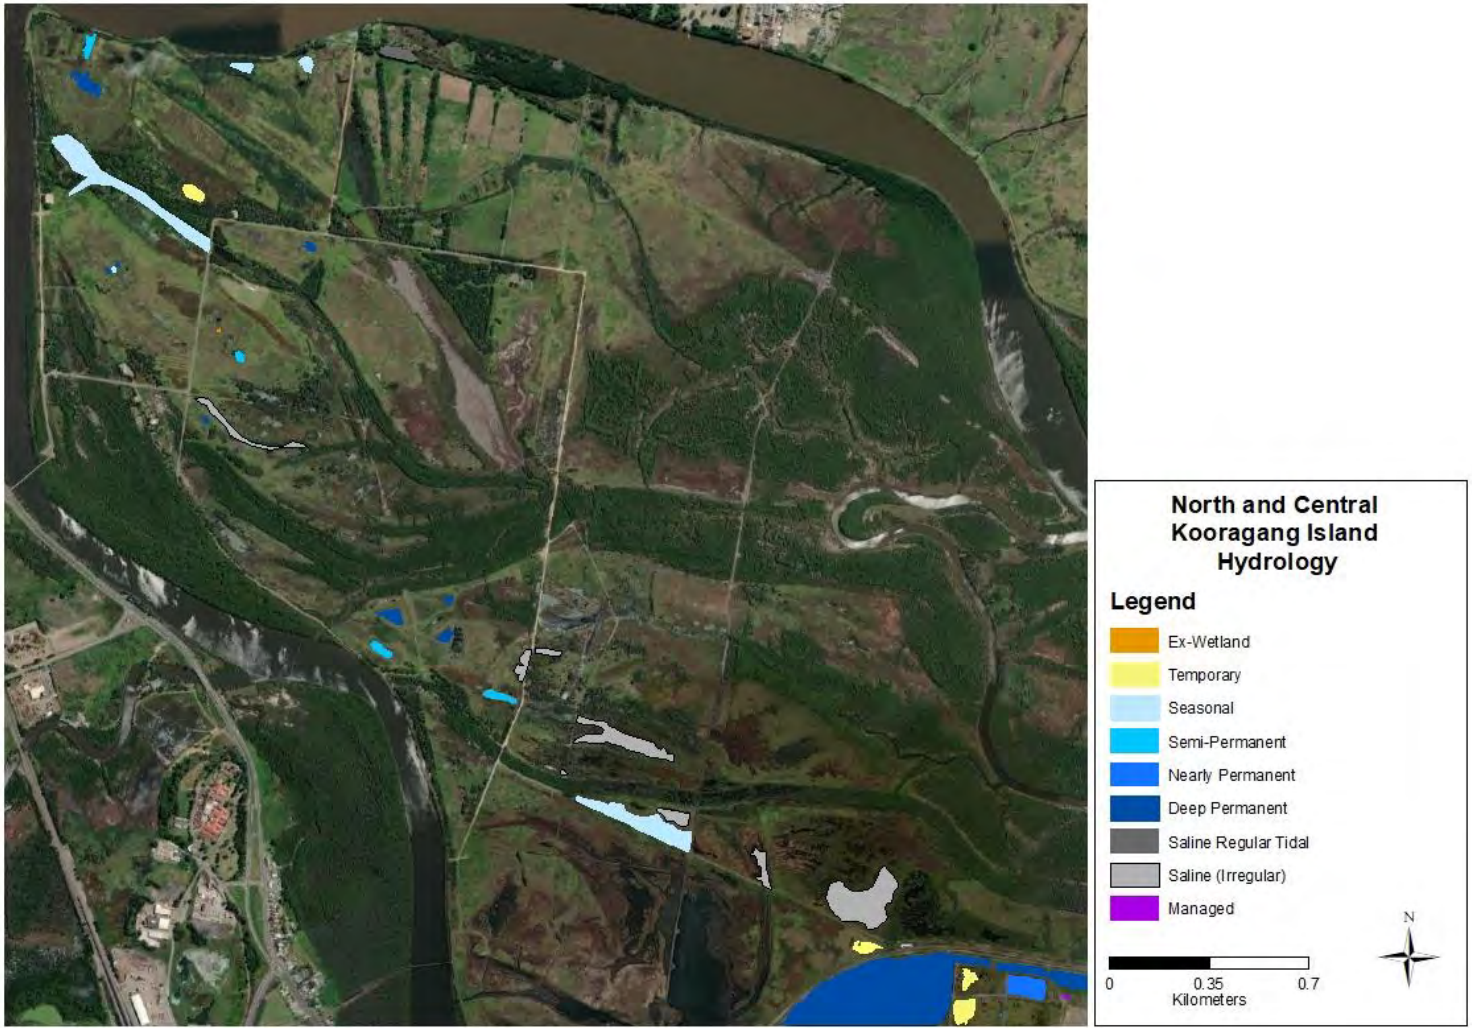 North and Central
Kooragang Island
Hydrology
Legend
Ex-Wetland
Temporary
Seasonal
Semi-Permanent
Nearly Permanent
Deep Permanent
Saline Regular Tidal
Saline (Irregular)
Managed
N
0 0.35 0.7
Kilometers